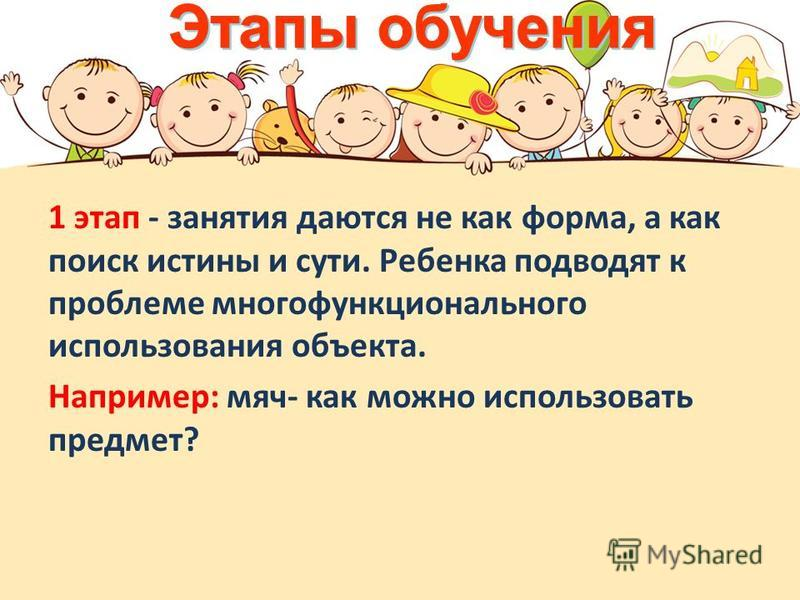 Этапы обучения
1 этап - занятия даются не как форма, а как
поиск истины и сути. Ребенка подводят к
проблеме многофункционального
использования объекта.
Например: мяч- как можно использовать
предмет?
MyShared